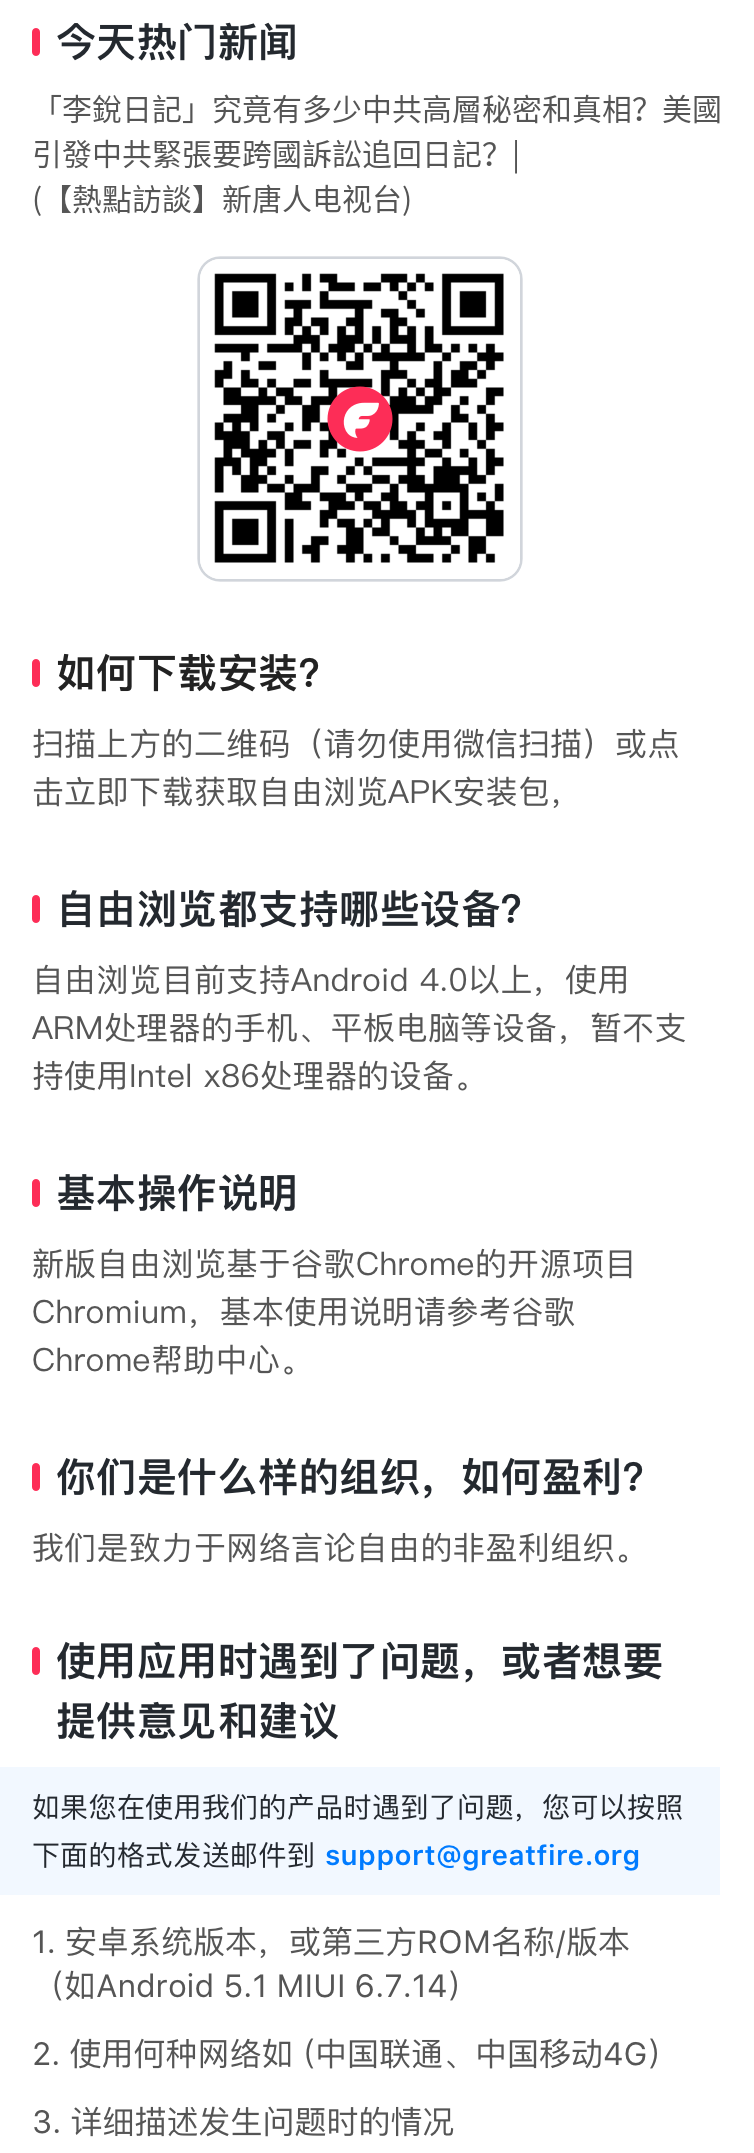 今天热门新闻
「李銳日記」究竟有多少中共高層秘密和真相？美國
引發中共緊張要跨國訴訟追回日記？|
(【熱點訪談】新唐人电视台)
如何下载安装?
扫描上方的二维码（请勿使用微信扫描）或点
击立即下载获取自由浏览APK安装包，
自由浏览都支持哪些设备?
自由浏览目前支持Android 4.0以上，使用
ARM处理器的手机、平板电脑等设备，暂不支
持使用Intel x86处理器的设备。
基本操作说明
新版自由浏览基于谷歌Chrome的开源项目
Chromium，基本使用说明请参考谷歌
Chrome帮助中心。
你们是什么样的组织，如何盈利?
我们是致力于网络言论自由的非盈利组织。
使用应用时遇到了问题，或者想要
提供意见和建议
如果您在使用我们的产品时遇到了问题，您可以按照
下面的格式发送邮件到 support@greatfire.org
1. 安卓系统版本，或第三方ROM名称/版本
（如Android 5.1 MIUI 6.7.14）
2. 使用何种网络如 (中国联通、中国移动4G）
3. 详细描述发生问题时的情况